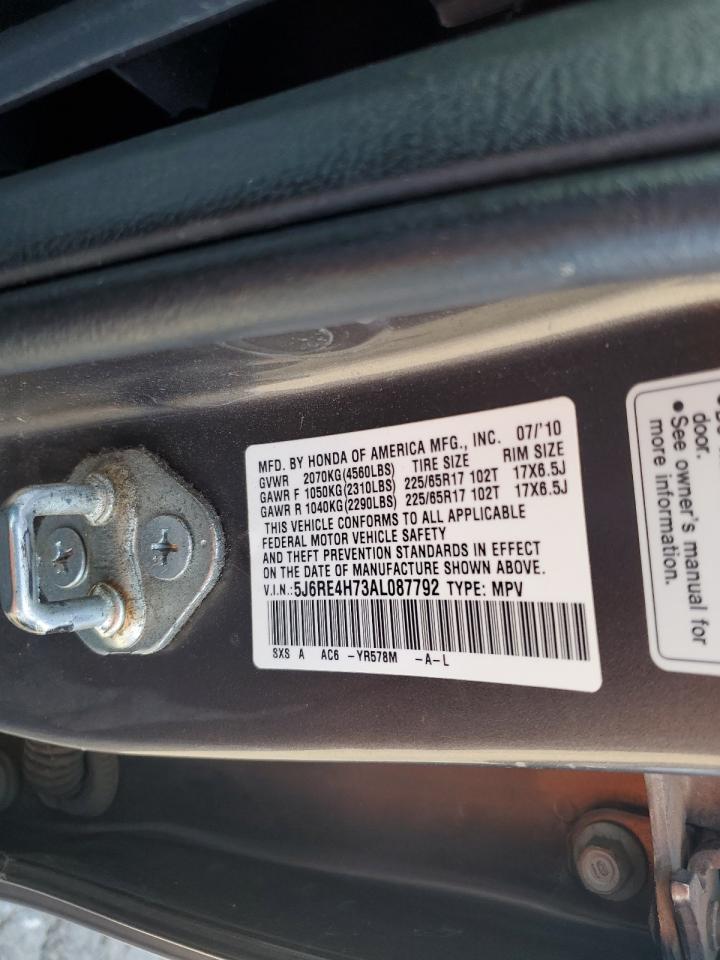 MFD. BY HONDA OF AMERICA MFG., INC. 07/'10
GVWR 2070KG(4560LBS) TIRE SIZE RIM SIZE
GAWR F 1050KG(2310LBS) 225/65R17 102T 17X6.5J
GAWR R 1040KG(2290LBS) 225/65R17 102T 17X6.5J
THIS VEHICLE CONFORMS TO ALL APPLICABLE
FEDERAL MOTOR VEHICLE SAFETY
AND THEFT PREVENTION STANDARDS IN EFFECT
ON THE DATE OF MANUFACTURE SHOWN ABOVE.
V.I.N.:5J6RE4H73AL087792 TYPE: MPV
SXS A AC6 -YR578M -A-L
door.
• See owner's manual for
more information.